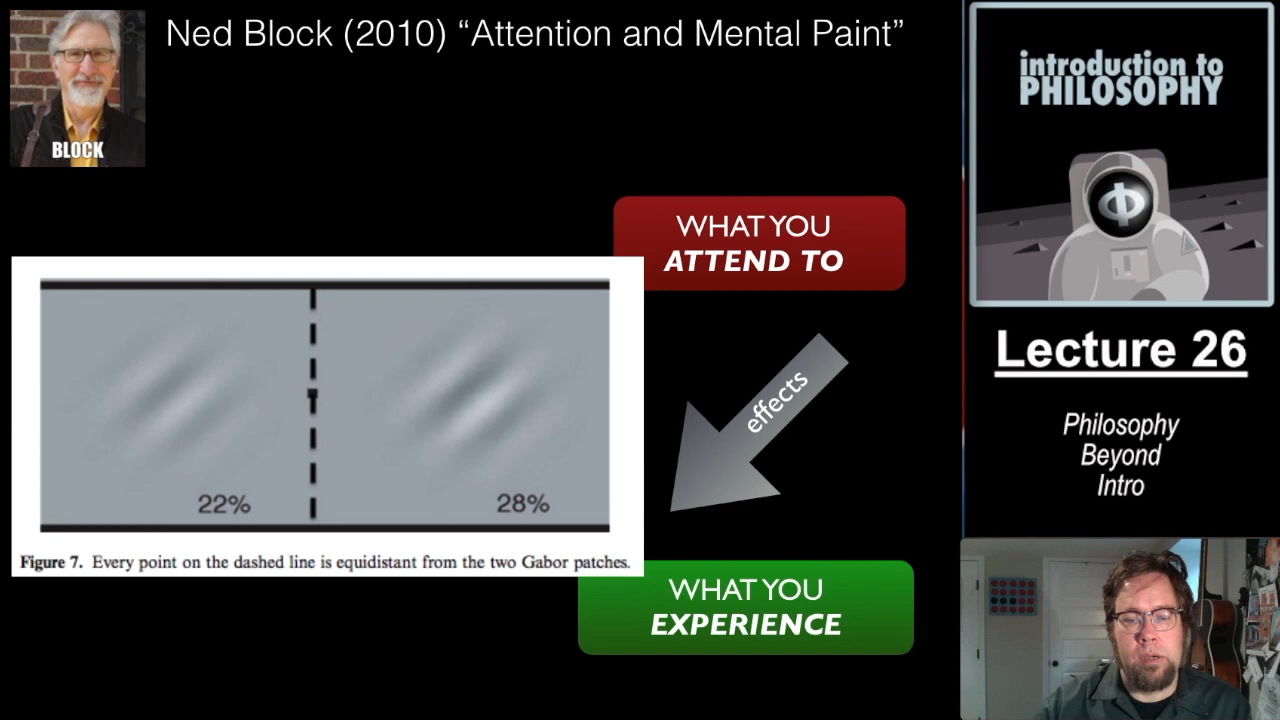 Ned Block (2010) “Attention and Mental Paint”
BLOCK
WHAT YOU
ATTEND TO
22%
28%
Figure 7. Every point on the dashed line is equidistant from the two Gabor patches.
effects
WHAT YOU
EXPERIENCE
introduction to
PHILOSOPHY
Φ
Lecture 26
Philosophy
Beyond
Intro